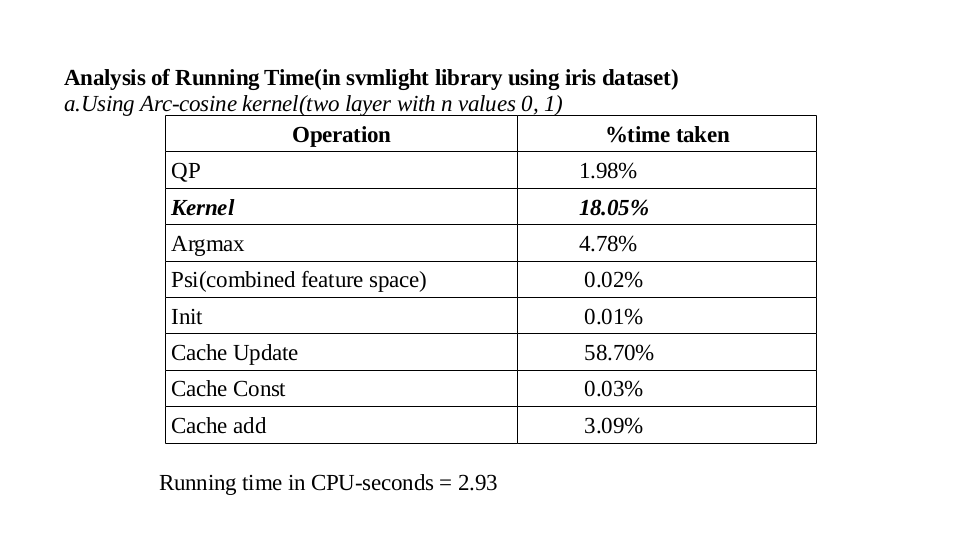 Analysis of Running Time(in svmlight library using iris dataset)
a.Using Arc-cosine kernel(two layer with n values 0, 1)
Operation %time taken
QP 1.98%
Kernel 18.05%
Argmax 4.78%
Psi(combined feature space) 0.02%
Init 0.01%
Cache Update 58.70%
Cache Const 0.03%
Cache add 3.09%
Running time in CPU-seconds = 2.93